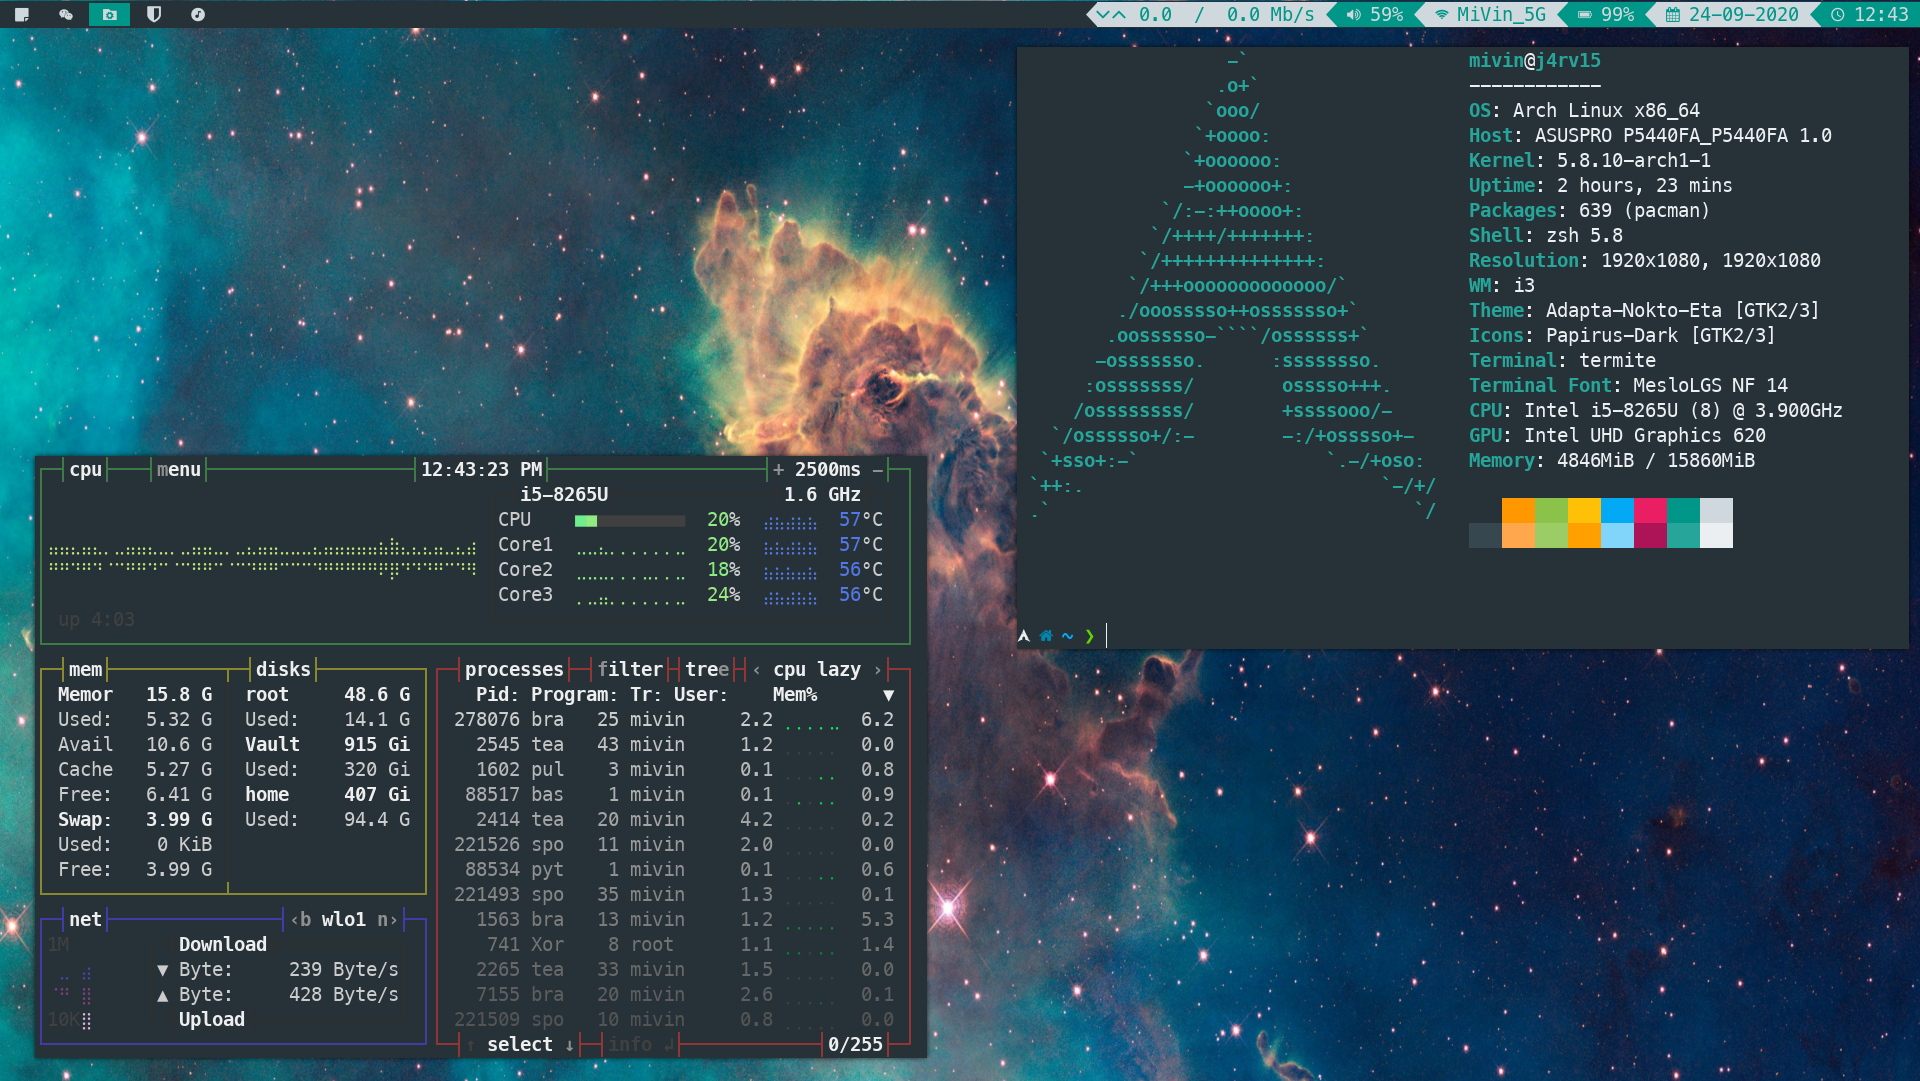 0.0 / 0.0 Mb/s 59% MiVin_5G 99% 24-09-2020 12:43
mivin@j4rv15
------------
OS: Arch Linux x86_64
Host: ASUSPRO P5440FA_P5440FA 1.0
Kernel: 5.8.10-arch1-1
Uptime: 2 hours, 23 mins
Packages: 639 (pacman)
Shell: zsh 5.8
Resolution: 1920x1080, 1920x1080
WM: i3
Theme: Adapta-Nokto-Eta [GTK2/3]
Icons: Papirus-Dark [GTK2/3]
Terminal: termite
Terminal Font: MesloLGS NF 14
CPU: Intel i5-8265U (8) @ 3.900GHz
GPU: Intel UHD Graphics 620
Memory: 4846MiB / 15860MiB
~ ❯
cpu menu 12:43:23 PM + 2500ms -
i5-8265U 1.6 GHz
CPU 20% 57°C
Core1 20% 57°C
Core2 18% 56°C
Core3 24% 56°C
up 4:03
mem disks
Memor 15.8 G root 48.6 G
Used: 5.32 G Used: 14.1 G
Avail 10.6 G Vault 915 Gi
Cache 5.27 G Used: 320 Gi
Free: 6.41 G home 407 Gi
Swap: 3.99 G Used: 94.4 G
Used: 0 KiB
Free: 3.99 G
net ‹b wlo1 n›
1M Download
▼ Byte: 239 Byte/s
▲ Byte: 428 Byte/s
10K Upload
processes filter tree ‹ cpu lazy ›
Pid: Program: Tr: User: Mem% ▼
278076 bra 25 mivin 2.2 6.2
2545 tea 43 mivin 1.2 0.0
1602 pul 3 mivin 0.1 0.8
88517 bas 1 mivin 0.1 0.9
2414 tea 20 mivin 4.2 0.2
221526 spo 11 mivin 2.0 0.0
88534 pyt 1 mivin 0.1 0.6
221493 spo 35 mivin 1.3 0.1
1563 bra 13 mivin 1.2 5.3
741 Xor 8 root 1.1 1.4
2265 tea 33 mivin 1.5 0.0
7155 bra 20 mivin 2.6 0.1
221509 spo 10 mivin 0.8 0.0
↑ select ↓ info ↲ 0/255